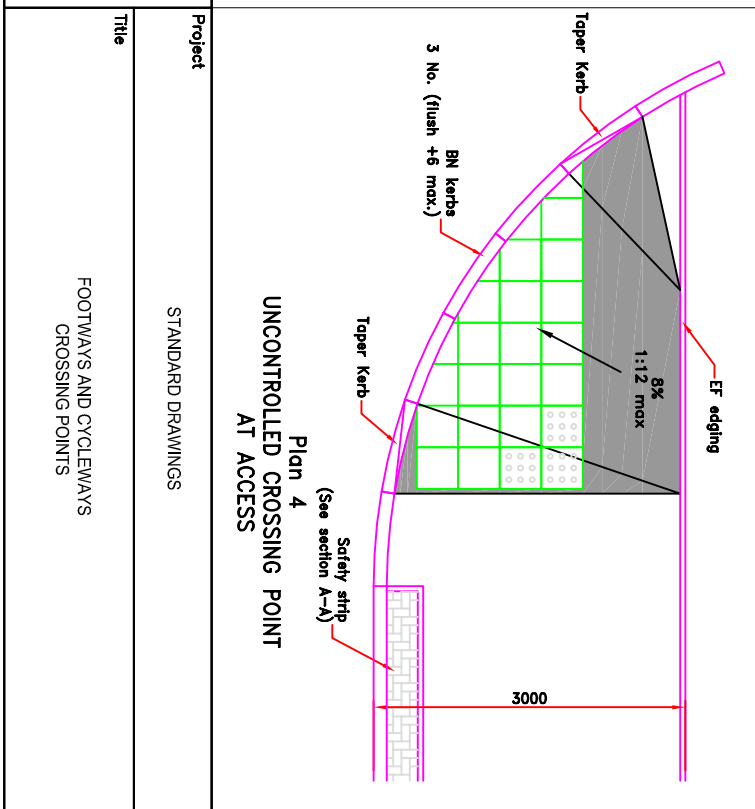 EF edging
8%
1:12 max
3000
Taper Kerb
BN kerbs
3 No. (flush +6 max.)
Taper Kerb
Safety strip
(See section A-A)
Plan 4
UNCONTROLLED CROSSING POINT
AT ACCESS
Project
STANDARD DRAWINGS
Title
FOOTWAYS AND CYCLEWAYS
CROSSING POINTS